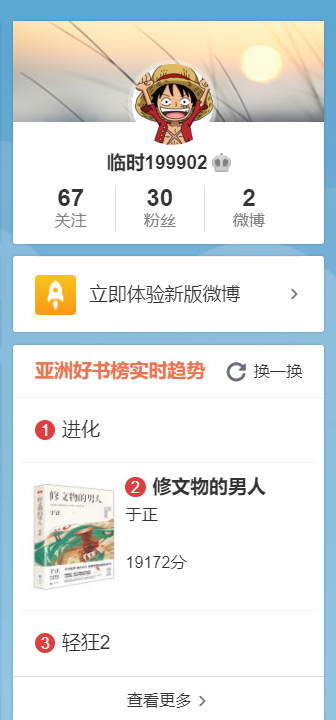 临时199902
67 30 2
关注 粉丝 微博
立即体验新版微博
亚洲好书榜实时趋势 换一换
1 进化
2 修文物的男人
修文物的男人
于正
于正
19172分
于正
3 轻狂2
查看更多